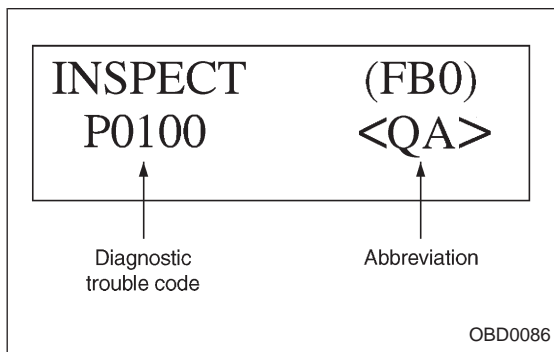 INSPECT (FB0)
P0100 <QA>
Diagnostic
trouble code
Abbreviation
OBD0086